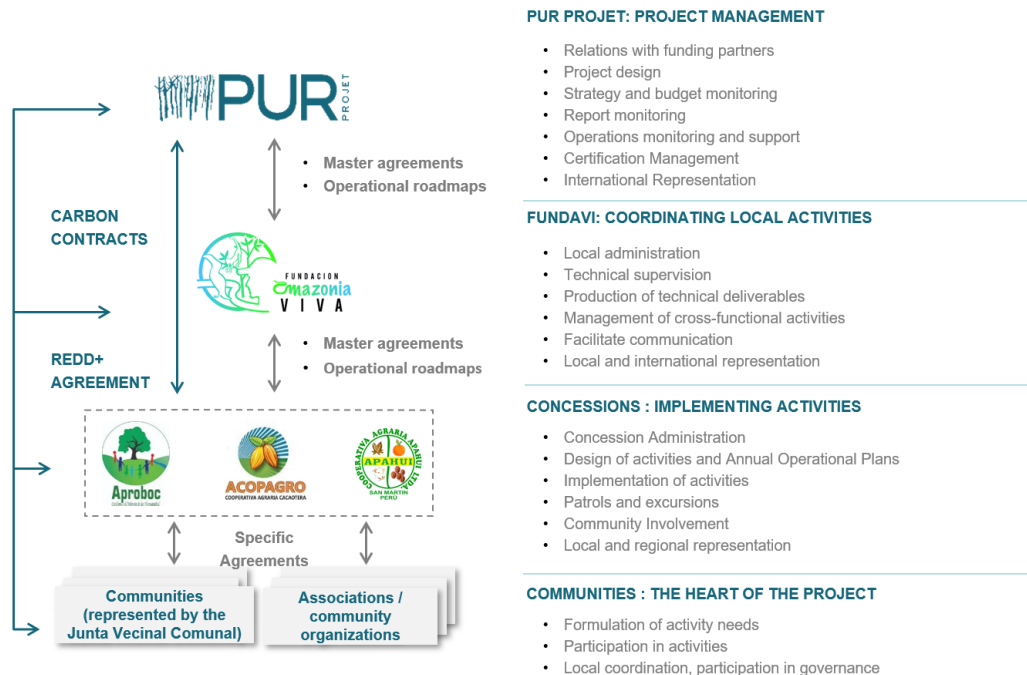 PUR PROJET
Master agreements
Operational roadmaps
CARBON
CONTRACTS
FUNDACION
amazonia
VIVA
Master agreements
Operational roadmaps
REDD+
AGREEMENT
Aproboc
ACOPAGRO
COOPERATIVA AGRARIA CACAOTERA
COOPERATIVA AGRARIA APAHUI LTDA.
APAHUI
SAN MARTIN
PERÚ
Specific
Agreements
Communities
(represented by the
Junta Vecinal Comunal)
Associations /
community
organizations
PUR PROJET: PROJECT MANAGEMENT
• Relations with funding partners
• Project design
• Strategy and budget monitoring
• Report monitoring
• Operations monitoring and support
• Certification Management
• International Representation
FUNDAVI: COORDINATING LOCAL ACTIVITIES
• Local administration
• Technical supervision
• Production of technical deliverables
• Management of cross-functional activities
• Facilitate communication
• Local and international representation
CONCESSIONS : IMPLEMENTING ACTIVITIES
• Concession Administration
• Design of activities and Annual Operational Plans
• Implementation of activities
• Patrols and excursions
• Community Involvement
• Local and regional representation
COMMUNITIES : THE HEART OF THE PROJECT
• Formulation of activity needs
• Participation in activities
• Local coordination, participation in governance